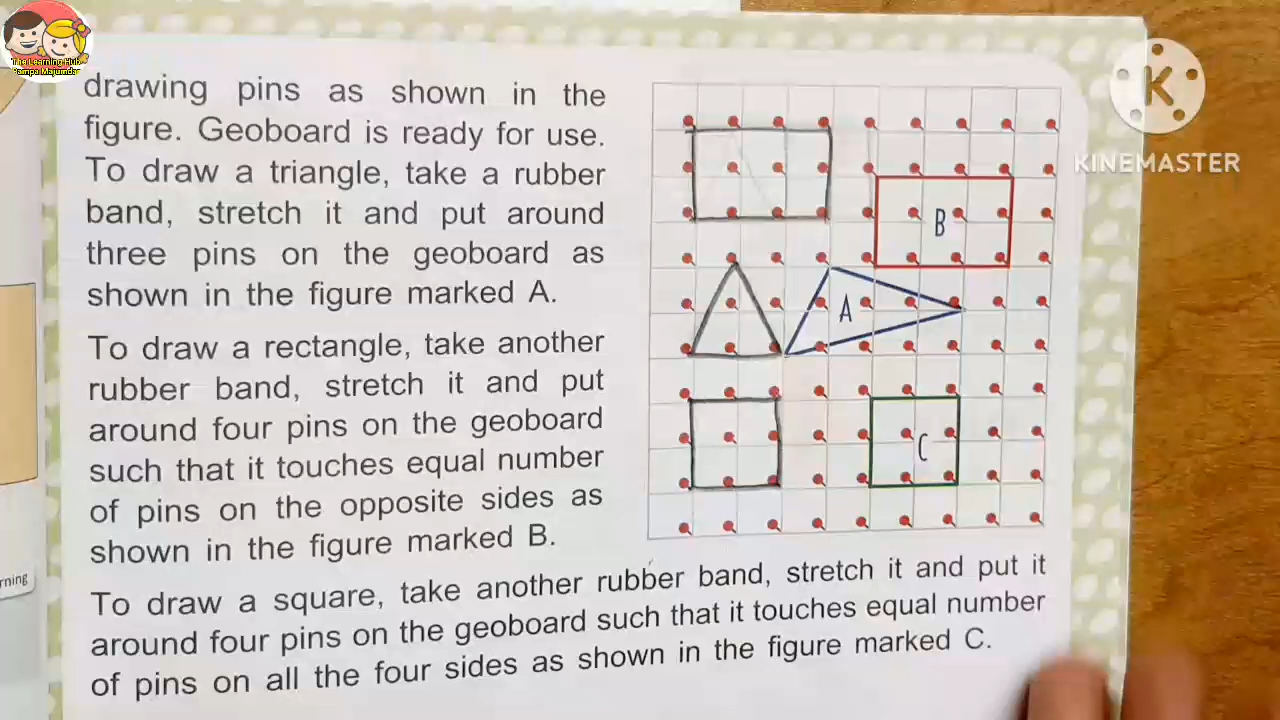 The Learning Hub
drawing pins as shown in the
figure. Geoboard is ready for use.
To draw a triangle, take a rubber
band, stretch it and put around
three pins on the geoboard as
shown in the figure marked A.
To draw a rectangle, take another
rubber band, stretch it and put
around four pins on the geoboard
such that it touches equal number
of pins on the opposite sides as
shown in the figure marked B.
To draw a square, take another rubber band, stretch it and put it
around four pins on the geoboard such that it touches equal number
of pins on all the four sides as shown in the figure marked C.
B
A
C
K
KINEMASTER